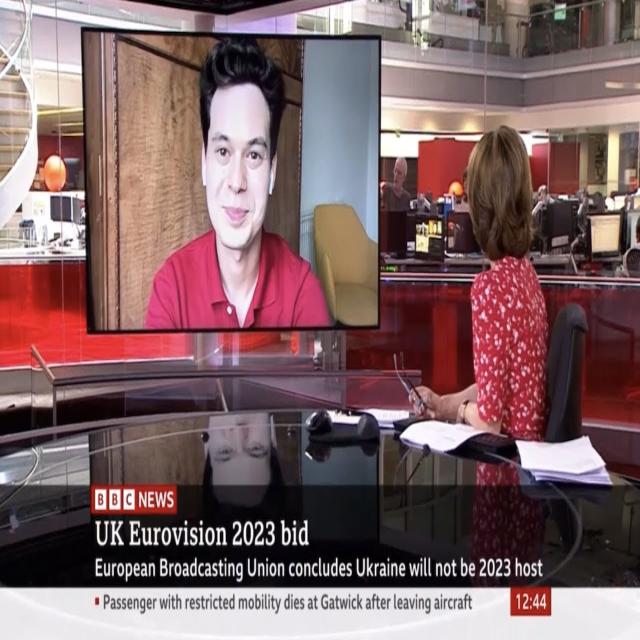 BBC NEWS
UK Eurovision 2023 bid
European Broadcasting Union concludes Ukraine will not be 2023 host
Passenger with restricted mobility dies at Gatwick after leaving aircraft
12:44